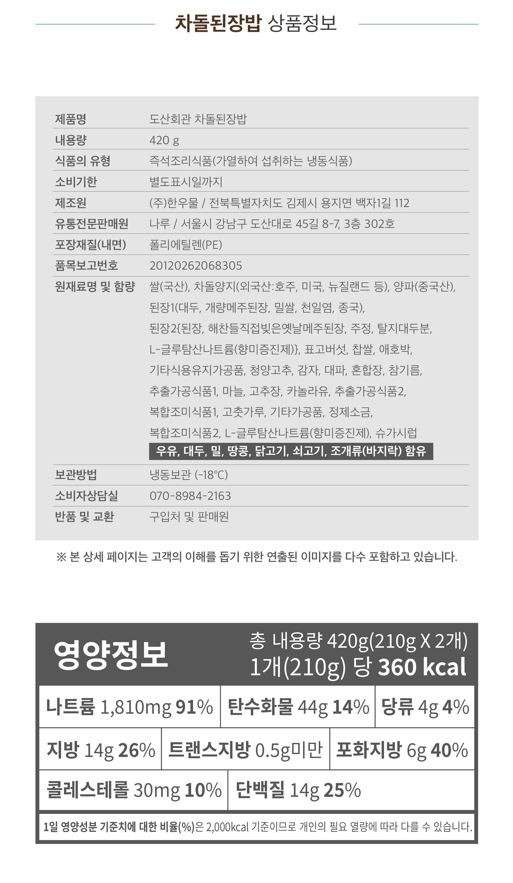 차돌된장밥 상품정보
제품명 도산회관 차돌된장밥
내용량 420 g
식품의 유형 즉석조리식품(가열하여 섭취하는 냉동식품)
소비기한 별도표시일까지
제조원 (주)한우물 / 전북특별자치도 김제시 용지면 백자1길 112
유통전문판매원 나루 / 서울시 강남구 도산대로 45길 8-7, 3층 302호
포장재질(내면) 폴리에틸렌(PE)
품목보고번호 20120262068305
원재료명 및 함량 쌀(국산), 차돌양지(외국산:호주, 미국, 뉴질랜드 등), 양파(중국산),
된장1(대두, 개량메주된장, 밀쌀, 천일염, 종국),
된장2(된장, 해찬들직접빚은옛날메주된장, 주정, 탈지대두분,
L-글루탐산나트륨(향미증진제)), 표고버섯, 찹쌀, 애호박,
기타식용유지가공품, 청양고추, 감자, 대파, 혼합장, 참기름,
추출가공식품1, 마늘, 고추장, 카놀라유, 추출가공식품2,
복합조미식품1, 고춧가루, 기타가공품, 정제소금,
복합조미식품2, L-글루탐산나트륨(향미증진제), 슈가시럽
우유, 대두, 밀, 땅콩, 닭고기, 쇠고기, 조개류(바지락) 함유
보관방법 냉동보관 (-18℃)
소비자상담실 070-8984-2163
반품 및 교환 구입처 및 판매원
※ 본 상세 페이지는 고객의 이해를 돕기 위한 연출된 이미지를 다수 포함하고 있습니다.
영양정보
총 내용량 420g(210g X 2개)
1개(210g) 당 360 kcal
나트륨 1,810mg 91% 탄수화물 44g 14% 당류 4g 4%
지방 14g 26% 트랜스지방 0.5g미만 포화지방 6g 40%
콜레스테롤 30mg 10% 단백질 14g 25%
1일 영양성분 기준치에 대한 비율(%)은 2,000kcal 기준이므로 개인의 필요 열량에 따라 다를 수 있습니다.